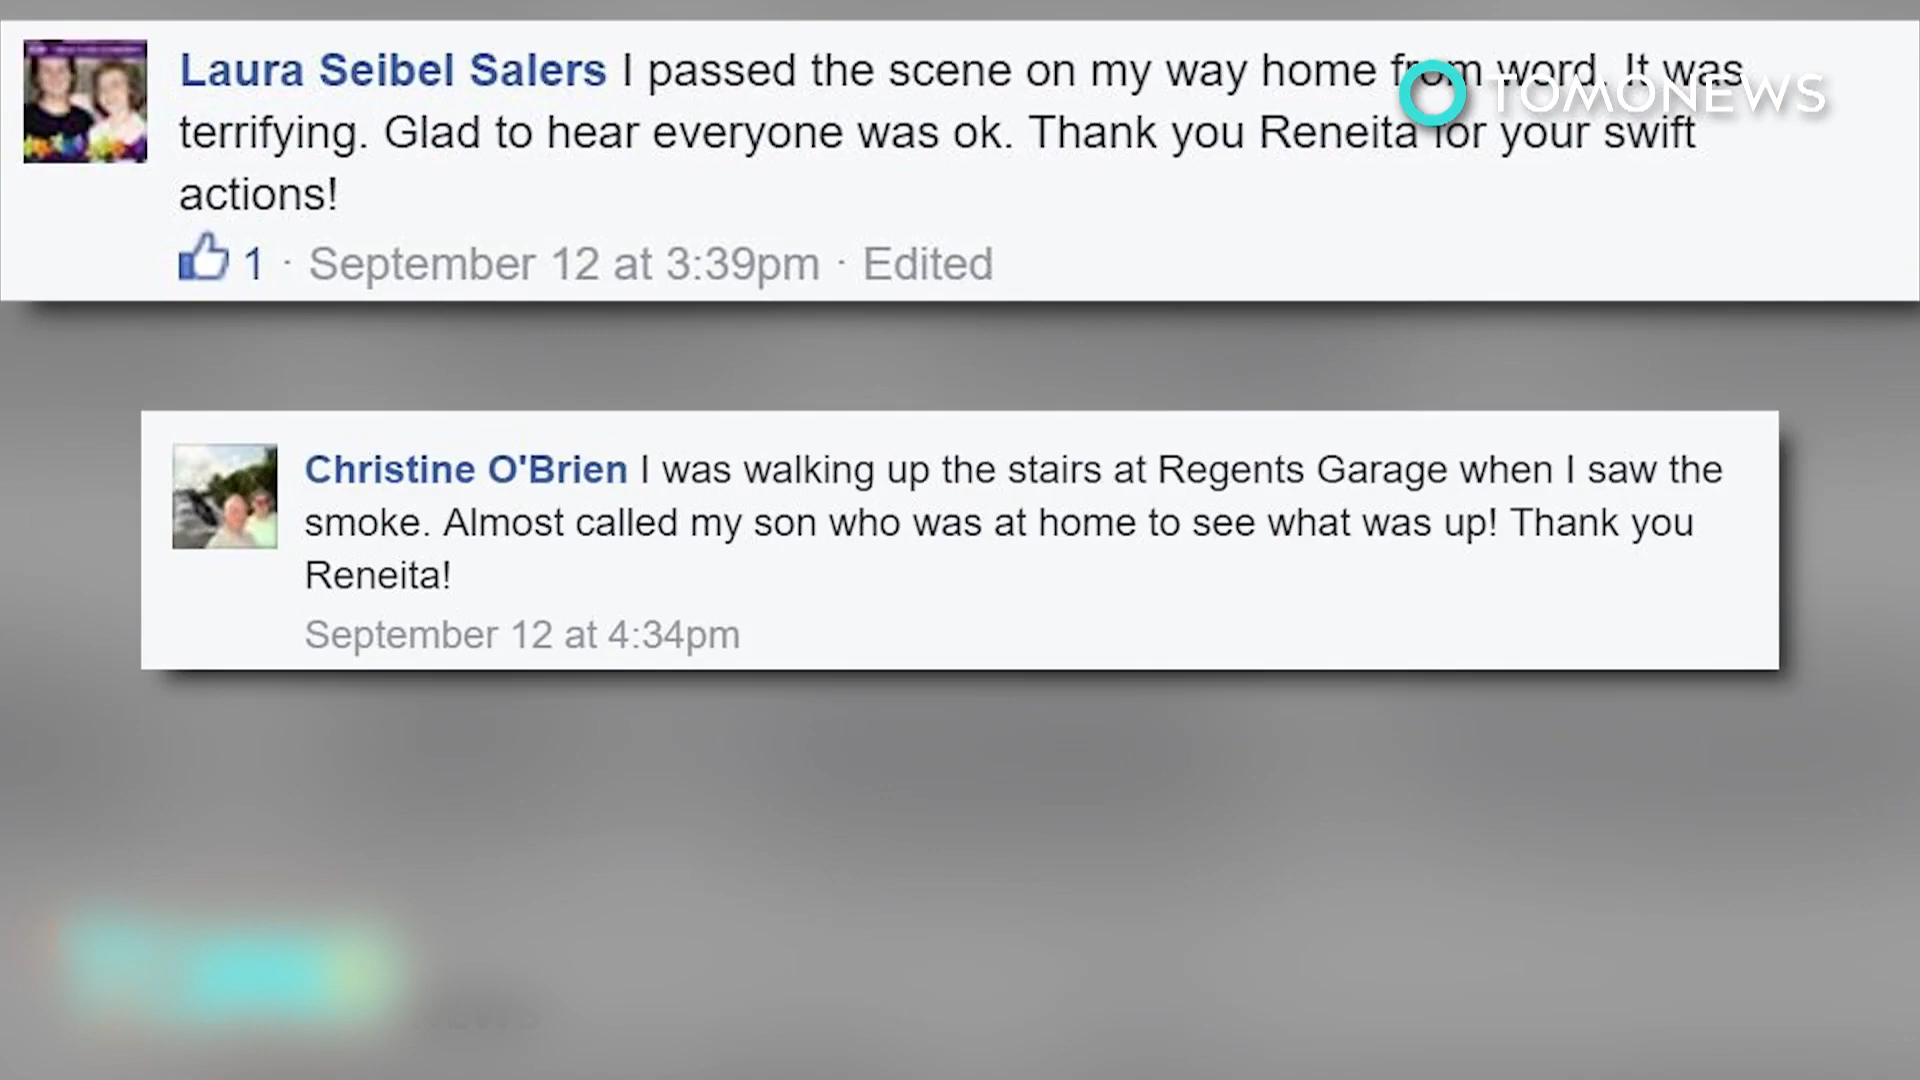 Laura Seibel Salers I passed the scene on my way home from word. It was
TOMONEWS
terrifying. Glad to hear everyone was ok. Thank you Reneita for your swift
actions!
1 · September 12 at 3:39pm · Edited
Christine O'Brien I was walking up the stairs at Regents Garage when I saw the
smoke. Almost called my son who was at home to see what was up! Thank you
Reneita!
September 12 at 4:34pm